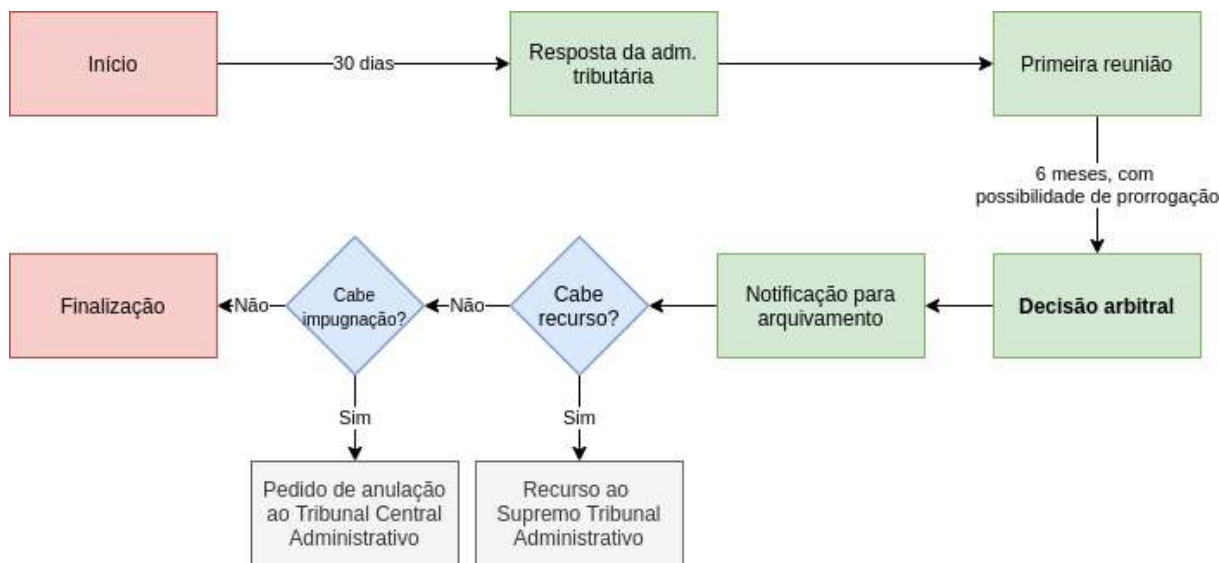 Início
30 dias
Resposta da adm.
tributária
Primeira reunião
6 meses, com
possibilidade de prorrogação
Decisão arbitral
Notificação para
arquivamento
Cabe
recurso?
Não
Cabe
impugnação?
Não
Finalização
Sim
Sim
Pedido de anulação
ao Tribunal Central
Administrativo
Recurso ao
Supremo Tribunal
Administrativo